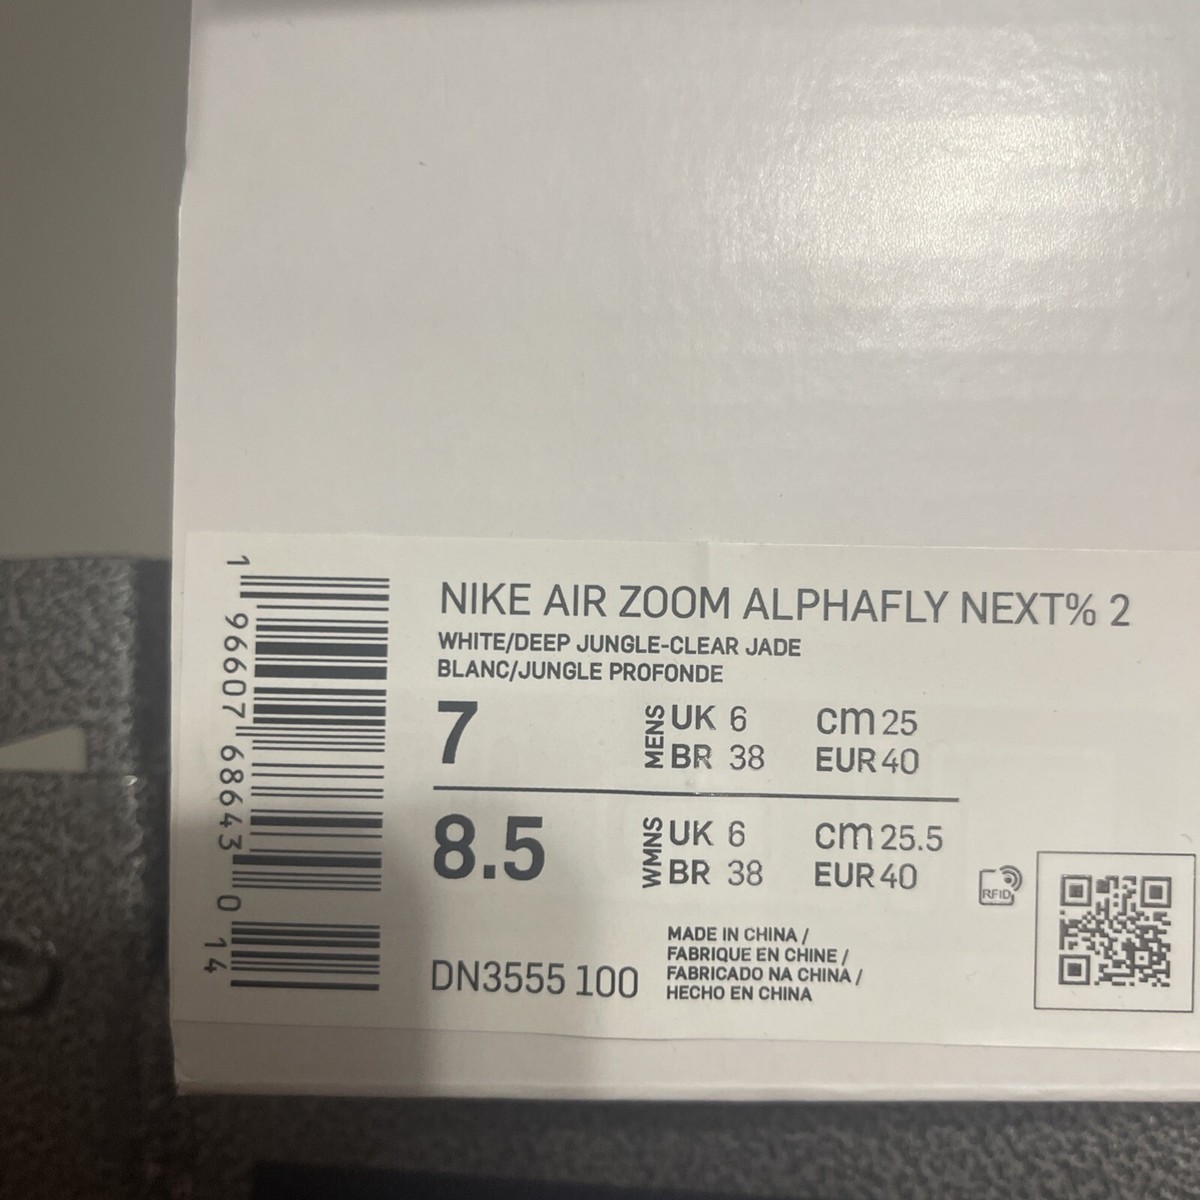 NIKE AIR ZOOM ALPHAFLY NEXT% 2
WHITE/DEEP JUNGLE-CLEAR JADE
BLANC/JUNGLE PROFONDE
7 MENS UK 6 cm 25
BR 38 EUR 40
8.5 WMNS UK 6 cm 25.5
BR 38 EUR 40
RFID
DN3555 100
MADE IN CHINA /
FABRIQUE EN CHINE /
FABRICADO NA CHINA /
HECHO EN CHINA
1 96607 68643 0 14